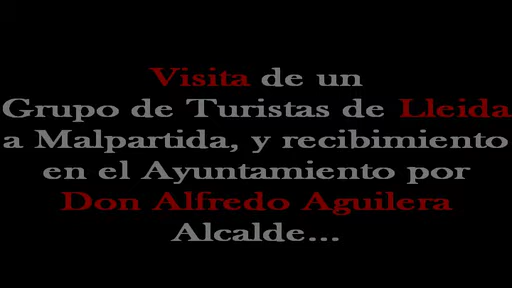 Visita de un
Grupo de Turistas de Lleida
a Malpartida, y recibimiento
en el Ayuntamiento por
Don Alfredo Aguilera
Alcalde...